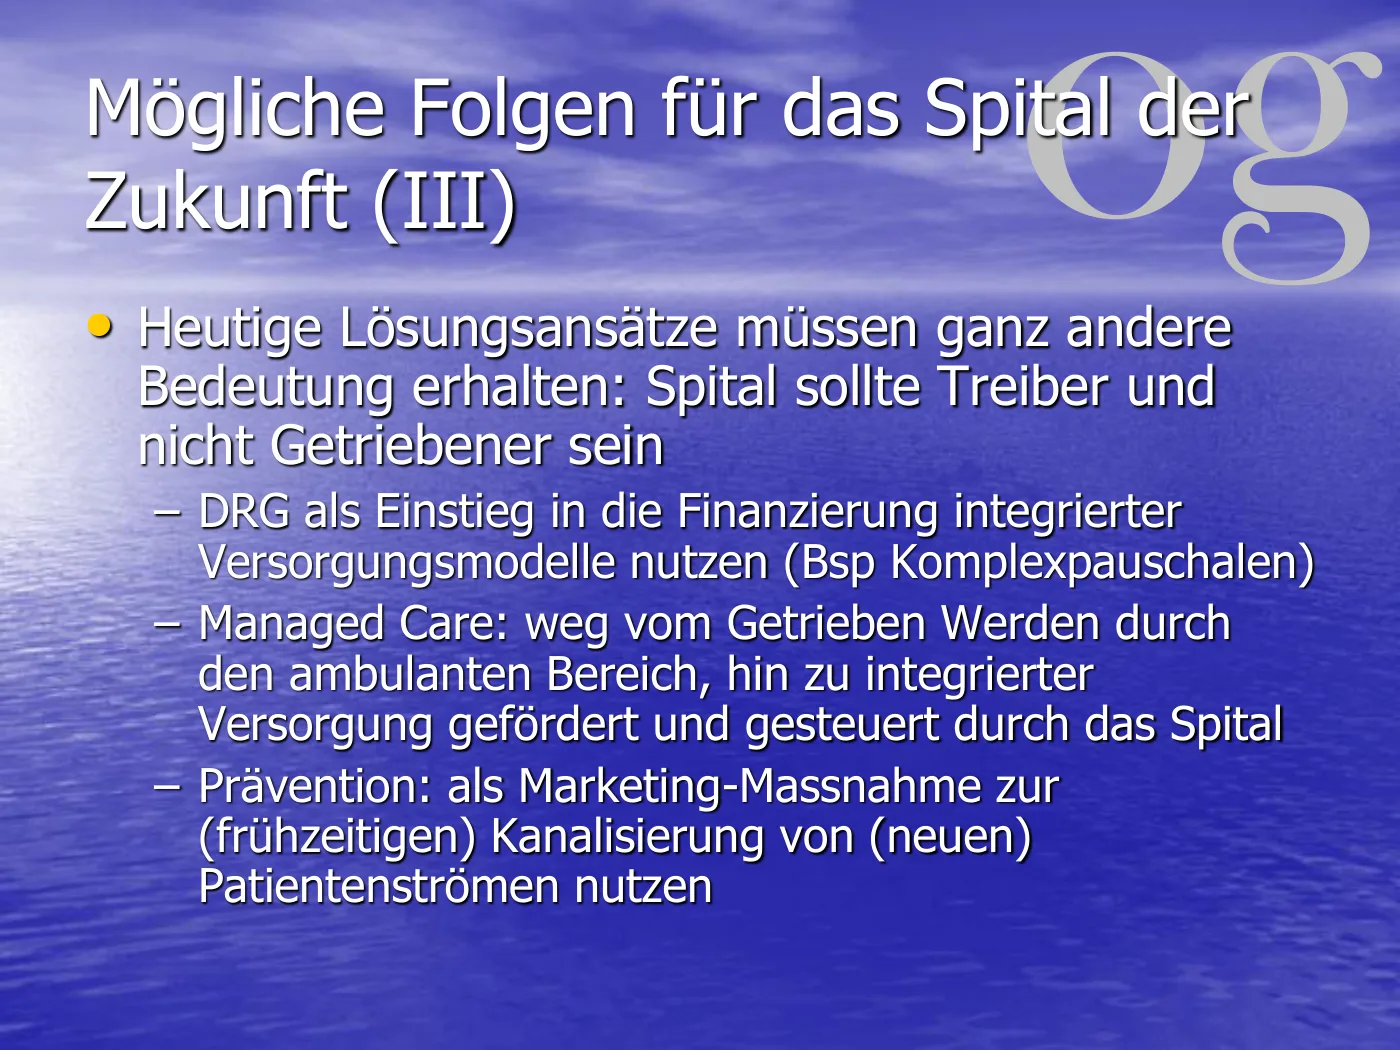 og
Mögliche Folgen für das Spital der
Zukunft (III)
• Heutige Lösungsansätze müssen ganz andere
Bedeutung erhalten: Spital sollte Treiber und
nicht Getriebener sein
– DRG als Einstieg in die Finanzierung integrierter
Versorgungsmodelle nutzen (Bsp Komplexpauschalen)
– Managed Care: weg vom Getrieben Werden durch
den ambulanten Bereich, hin zu integrierter
Versorgung gefördert und gesteuert durch das Spital
– Prävention: als Marketing-Massnahme zur
(frühzeitigen) Kanalisierung von (neuen)
Patientenströmen nutzen